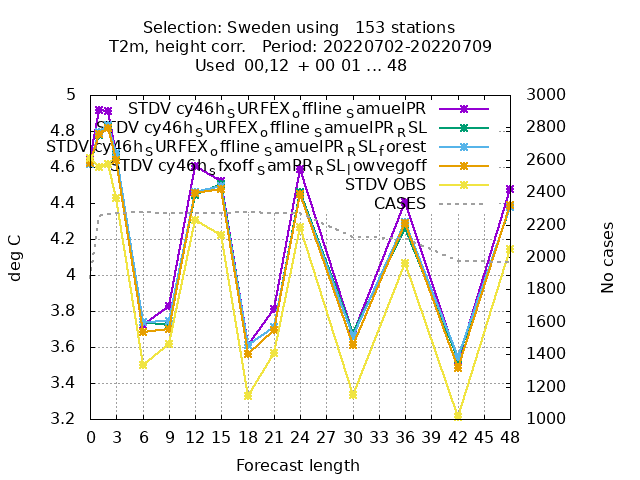 Selection: Sweden using   153 stations
T2m, height corr.   Period: 20220702-20220709
Used  00,12  + 00 01 ... 48
5
4.8
4.6
4.4
4.2
4
3.8
3.6
3.4
3.2
deg C
STDV cy46h_SURFEX_offline_samuelPR
STDV cy46h_SURFEX_offline_samuelPR_RSL
STDV cy46h_SURFEX_offline_samuelPR_RSL_forest
STDV cy46h_sfxoff_SamPR_RSL_lowvegoff
STDV OBS
CASES
3000
2800
2600
2400
2200
2000
1800
1600
1400
1200
1000
No cases
0 3 6 9 12 15 18 21 24 27 30 33 36 39 42 45 48
Forecast length